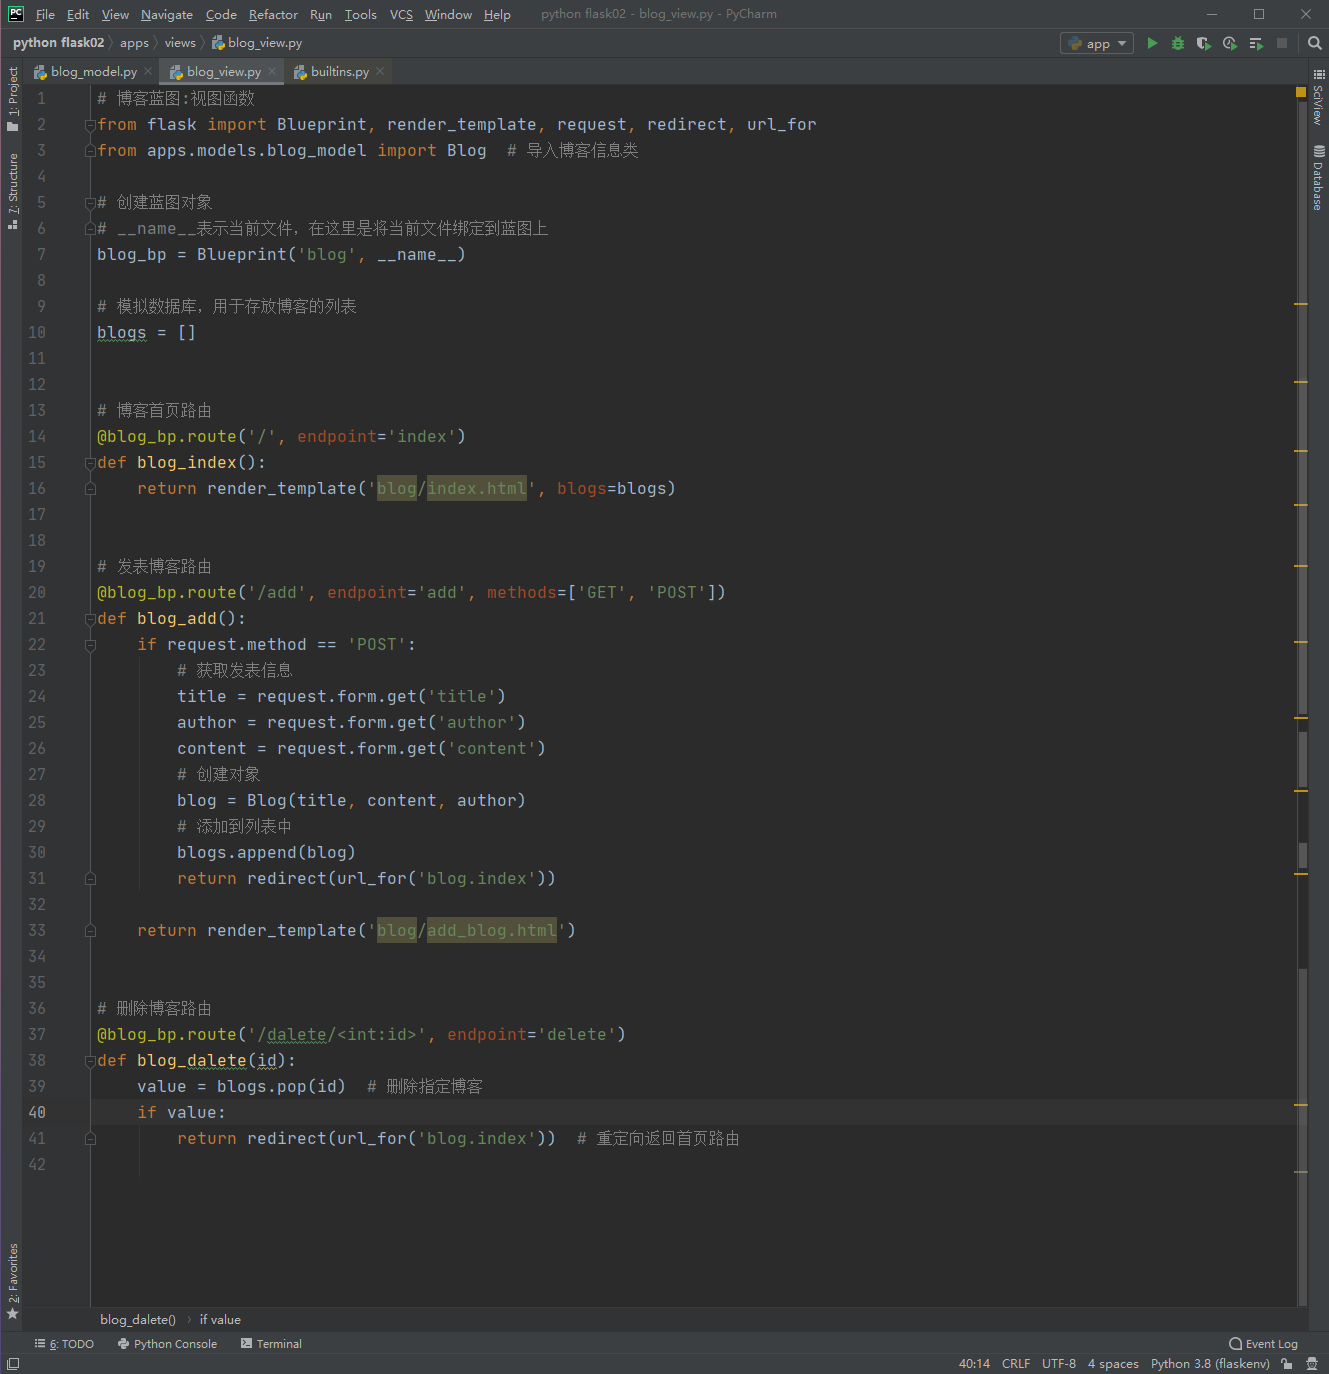 File Edit View Navigate Code Refactor Run Tools VCS Window Help python flask02 - blog_view.py - PyCharm
python flask02 apps views blog_view.py app
blog_model.py blog_view.py builtins.py
1 # 博客蓝图:视图函数
2 from flask import Blueprint, render_template, request, redirect, url_for
3 from apps.models.blog_model import Blog # 导入博客信息类
4
5 # 创建蓝图对象
6 # __name__表示当前文件，在这里是将当前文件绑定到蓝图上
7 blog_bp = Blueprint('blog', __name__)
8
9 # 模拟数据库，用于存放博客的列表
10 blogs = []
11
12
13 # 博客首页路由
14 @blog_bp.route('/', endpoint='index')
15 def blog_index():
16 return render_template('blog/index.html', blogs=blogs)
17
18
19 # 发表博客路由
20 @blog_bp.route('/add', endpoint='add', methods=['GET', 'POST'])
21 def blog_add():
22 if request.method == 'POST':
23 # 获取发表信息
24 title = request.form.get('title')
25 author = request.form.get('author')
26 content = request.form.get('content')
27 # 创建对象
28 blog = Blog(title, content, author)
29 # 添加到列表中
30 blogs.append(blog)
31 return redirect(url_for('blog.index'))
32
33 return render_template('blog/add_blog.html')
34
35
36 # 删除博客路由
37 @blog_bp.route('/dalete/<int:id>', endpoint='delete')
38 def blog_dalete(id):
39 value = blogs.pop(id) # 删除指定博客
40 if value:
41 return redirect(url_for('blog.index')) # 重定向返回首页路由
42
1: Project
7: Structure
2: Favorites
SciView
Database
blog_dalete() if value
6: TODO Python Console Terminal Event Log
40:14 CRLF UTF-8 4 spaces Python 3.8 (flaskenv)